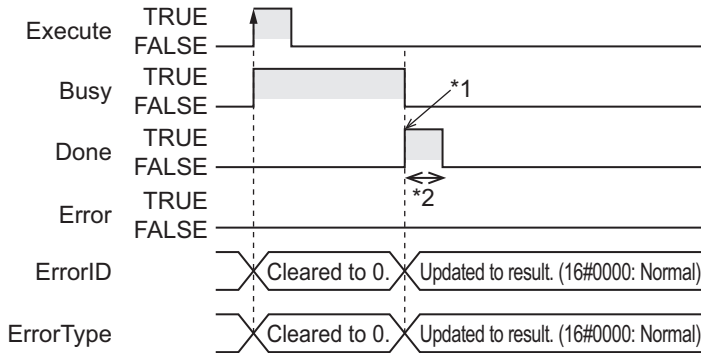 Execute TRUE
FALSE
Busy TRUE
FALSE
*1
Done TRUE
FALSE
*2
Error TRUE
FALSE
ErrorID Cleared to 0. Updated to result. (16#0000: Normal)
ErrorType Cleared to 0. Updated to result. (16#0000: Normal)